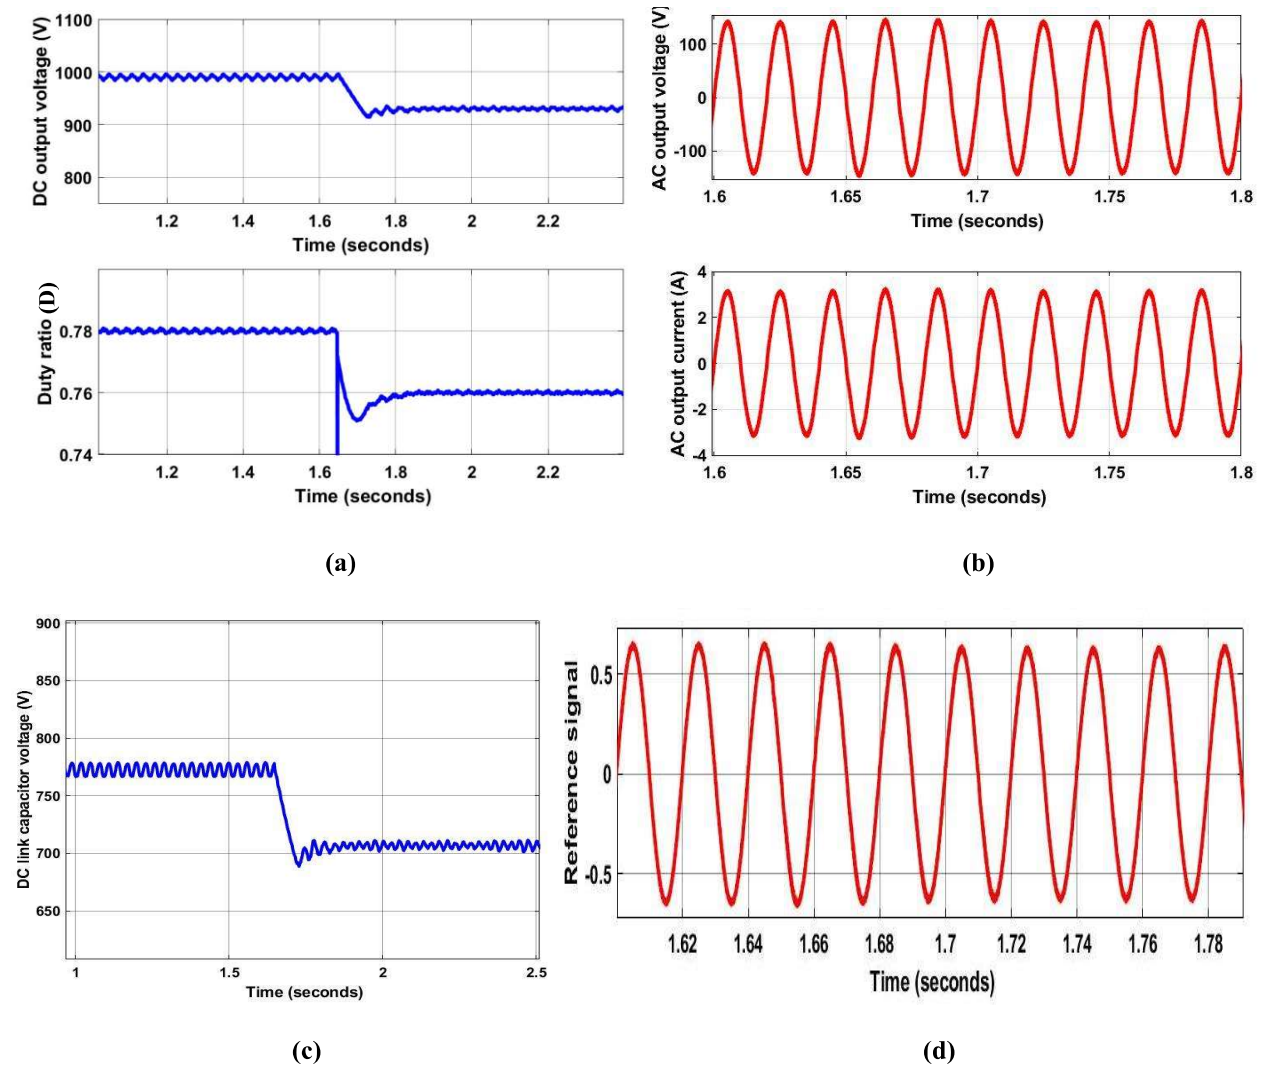 DC output voltage (V)
1100
1000
900
800
1.2 1.4 1.6 1.8 2 2.2
Time (seconds)
Duty ratio (D)
0.78
0.76
0.74
1.2 1.4 1.6 1.8 2 2.2
Time (seconds)
(a)
AC output voltage (V)
100
0
-100
1.6 1.65 1.7 1.75 1.8
Time (seconds)
AC output current (A)
4
2
0
-2
-4
1.6 1.65 1.7 1.75 1.8
Time (seconds)
(b)
DC link capacitor voltage (V)
900
850
800
750
700
650
1 1.5 2 2.5
Time (seconds)
(c)
Reference signal
0.5
0
-0.5
1.62 1.64 1.66 1.68 1.7 1.72 1.74 1.76 1.78
Time (seconds)
(d)